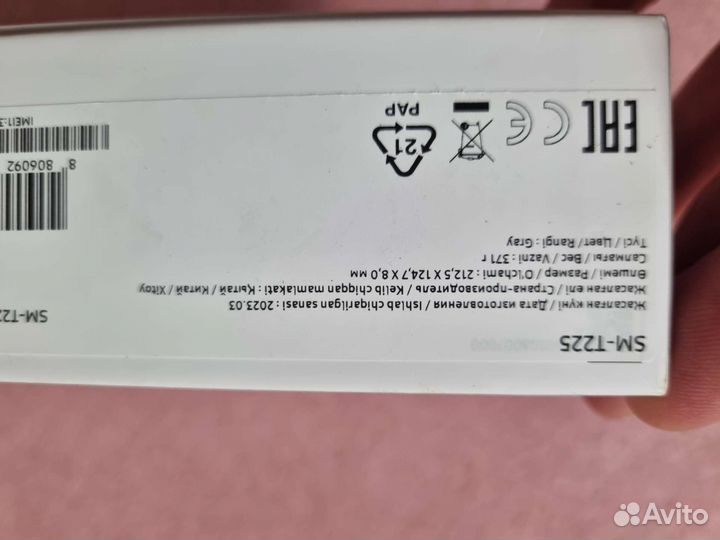 SM-T225
Жасалған күні / Дата изготовления / Ishlab chiqarilgan sanasi : 2023.03
Жасалған елі / Страна-производитель / Kelib chiqqan mamlakati : Қытай / Китай / Xitoy
Өлшемі / Размер / O'lchami : 212,5 X 124,7 X 8,0 мм
Салмағы / Вес / Vazni : 371 г
Түсі / Цвет / Rangi : Gray
EAC
CE
21
PAP
IMEI1:3
8 806092
SM-T22
Avito